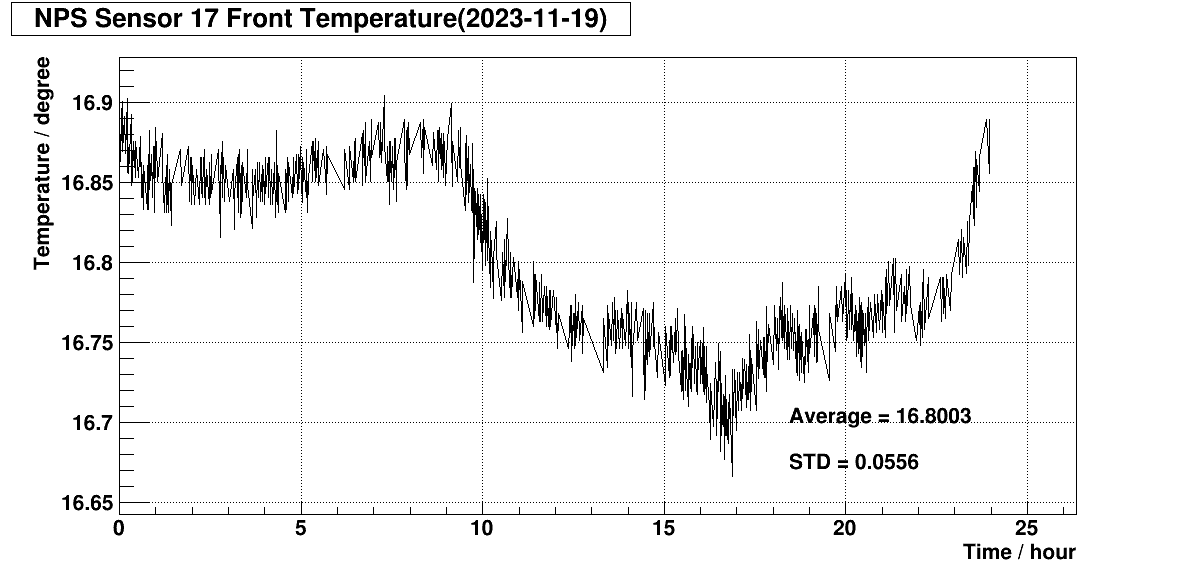 NPS Sensor 17 Front Temperature(2023-11-19)
Temperature / degree
16.9
16.85
16.8
16.75
16.7
16.65
Average = 16.8003
STD = 0.0556
0 5 10 15 20 25
Time / hour